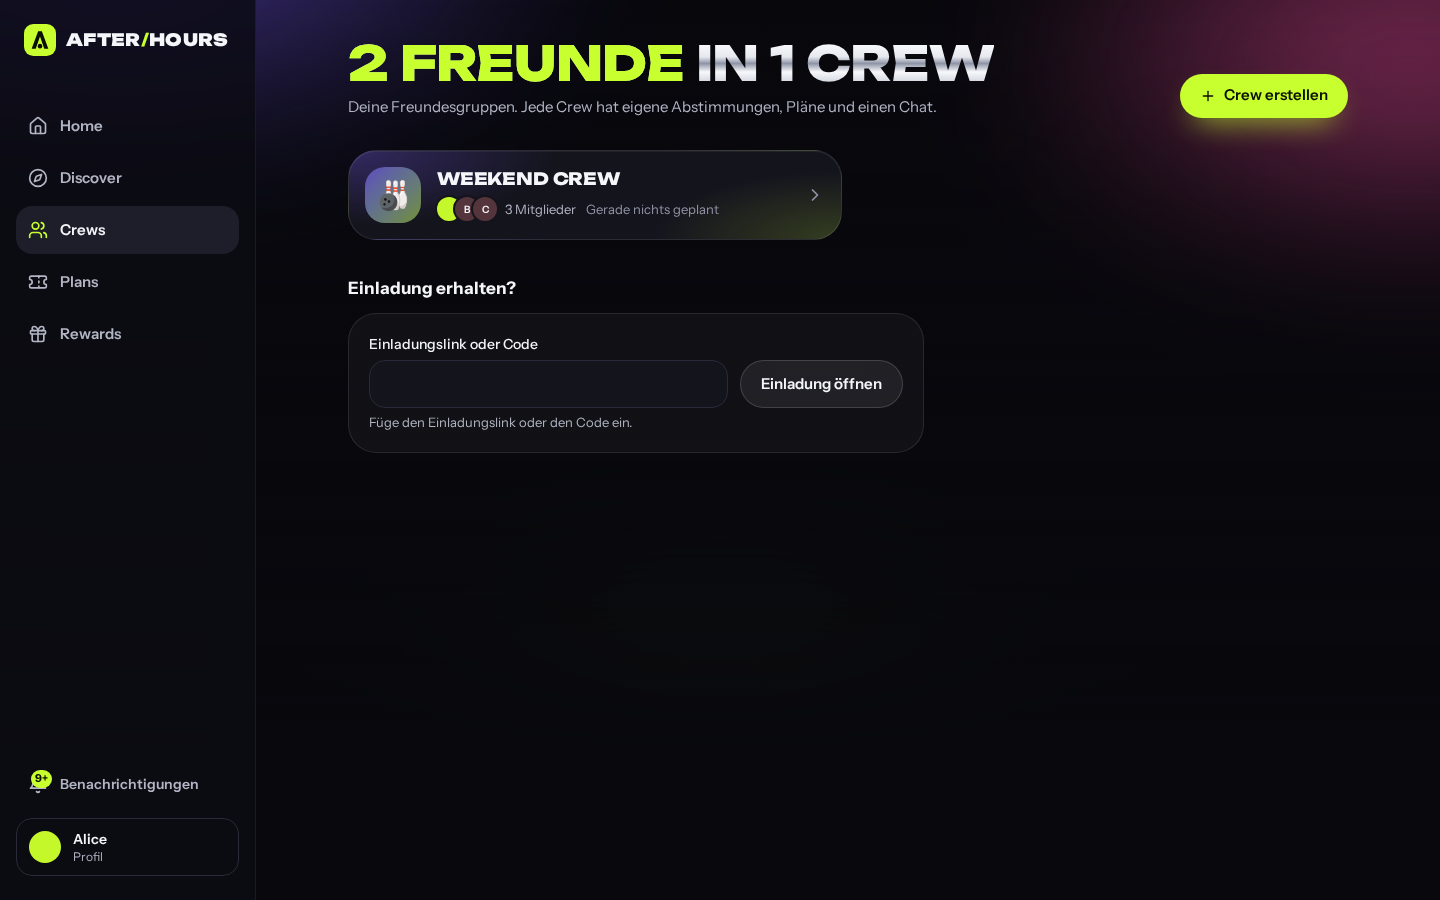 AFTER/HOURS
Home
Discover
Crews
Plans
Rewards
9+
Benachrichtigungen
Alice
Profil
2 FREUNDE IN 1 CREW
Deine Freundesgruppen. Jede Crew hat eigene Abstimmungen, Pläne und einen Chat.
+ Crew erstellen
WEEKEND CREW
B C 3 Mitglieder Gerade nichts geplant
Einladung erhalten?
Einladungslink oder Code
Einladung öffnen
Füge den Einladungslink oder den Code ein.